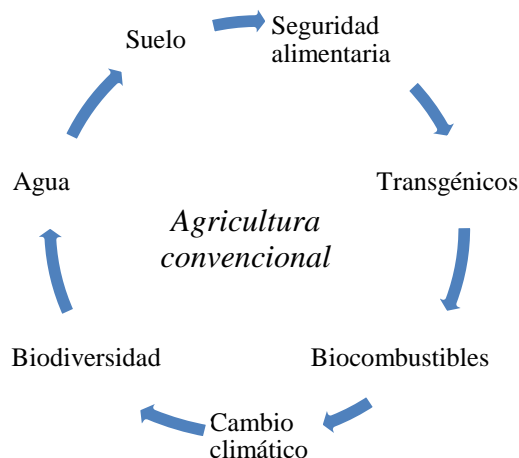 Suelo
Seguridad
alimentaria
Transgénicos
Biocombustibles
Cambio
climático
Biodiversidad
Agua
Agricultura
convencional